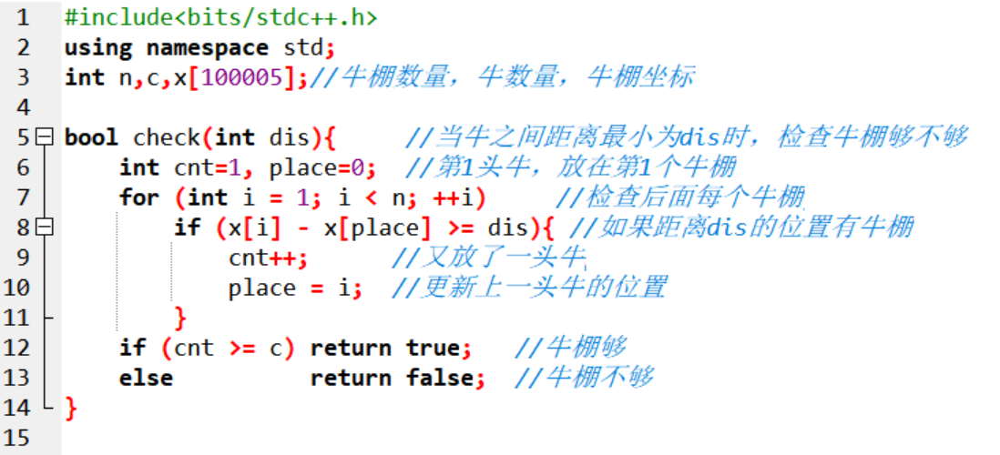 1 #include<bits/stdc++.h>
2 using namespace std;
3 int n,c,x[100005];//牛棚数量，牛数量，牛棚坐标
4
5 bool check(int dis){ //当牛之间距离最小为dis时，检查牛棚够不够
6 int cnt=1, place=0; //第1头牛，放在第1个牛棚
7 for (int i = 1; i < n; ++i) //检查后面每个牛棚
8 if (x[i] - x[place] >= dis){ //如果距离dis的位置有牛棚
9 cnt++; //又放了一头牛
10 place = i; //更新上一头牛的位置
11 }
12 if (cnt >= c) return true; //牛棚够
13 else return false; //牛棚不够
14 }
15